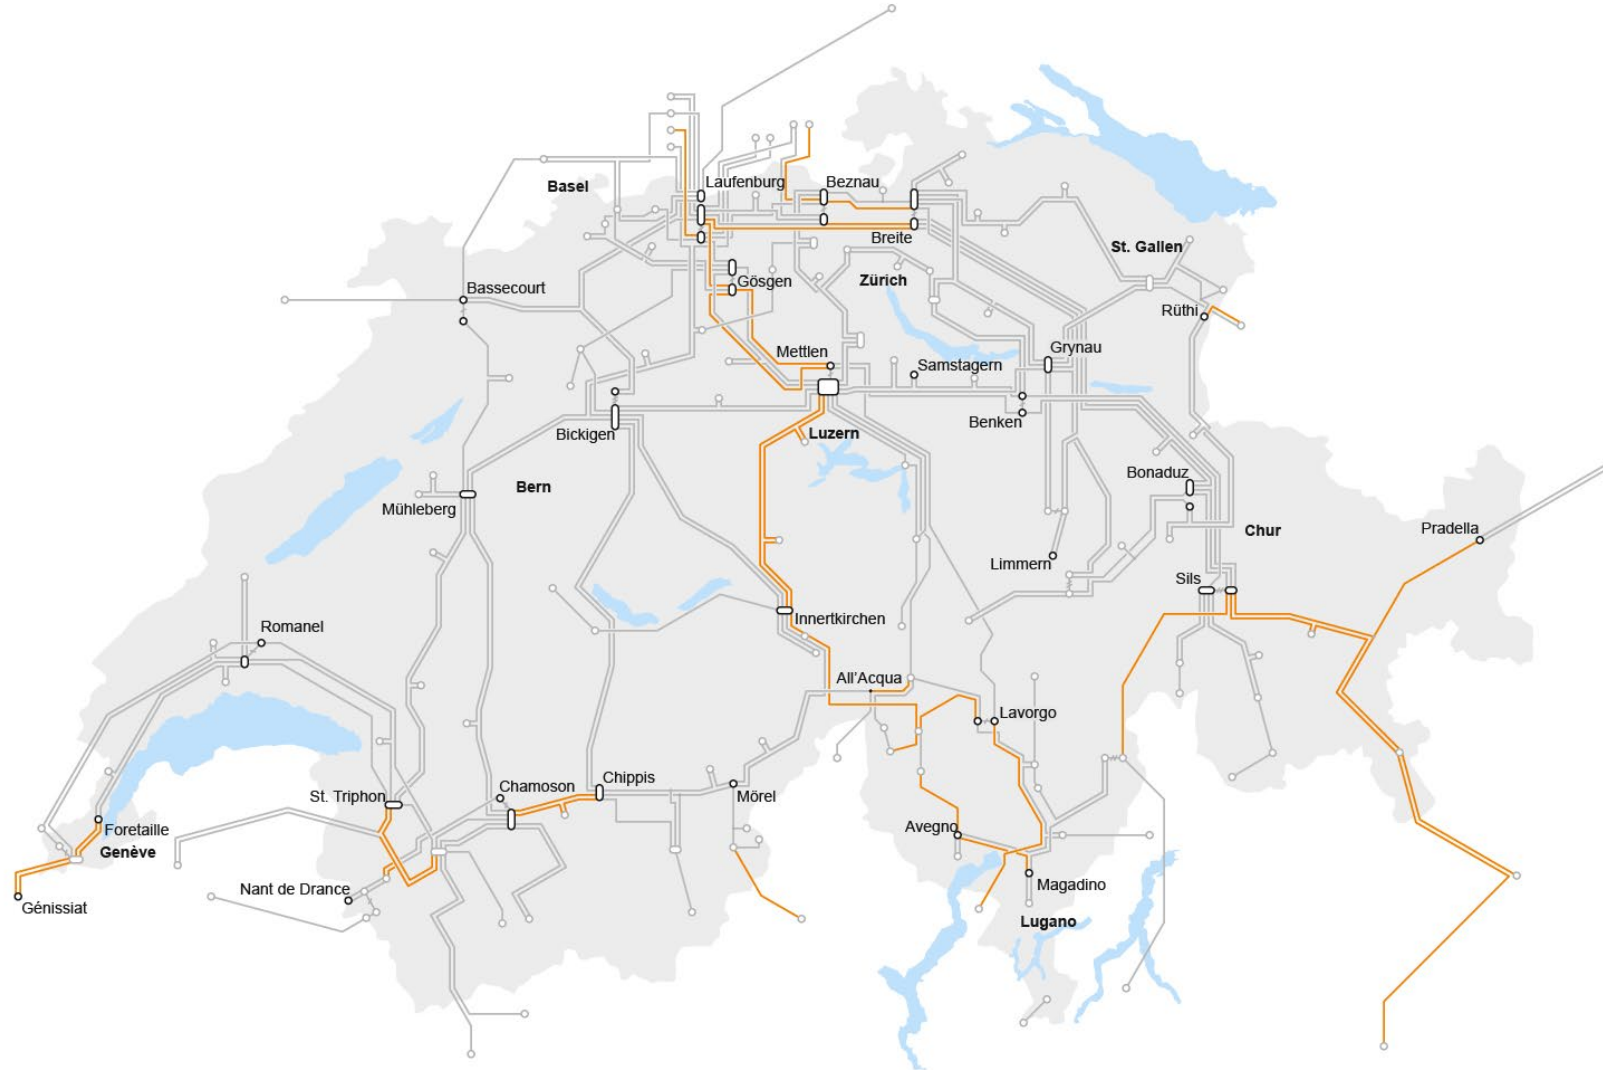 Laufenburg
Beznau
Basel
Breite
St. Gallen
Gösgen
Zürich
Bassecourt
Rüthi
Mettlen
Grynau
Samstagern
Benken
Bickigen
Luzern
Bonaduz
Bern
Mühleberg
Chur
Pradella
Limmern
Sils
Innertkirchen
Romanel
All'Acqua
Lavorgo
Chamoson
Chippis
St. Triphon
Mörel
Foretaille
Avegno
Genève
Nant de Drance
Magadino
Génissiat
Lugano